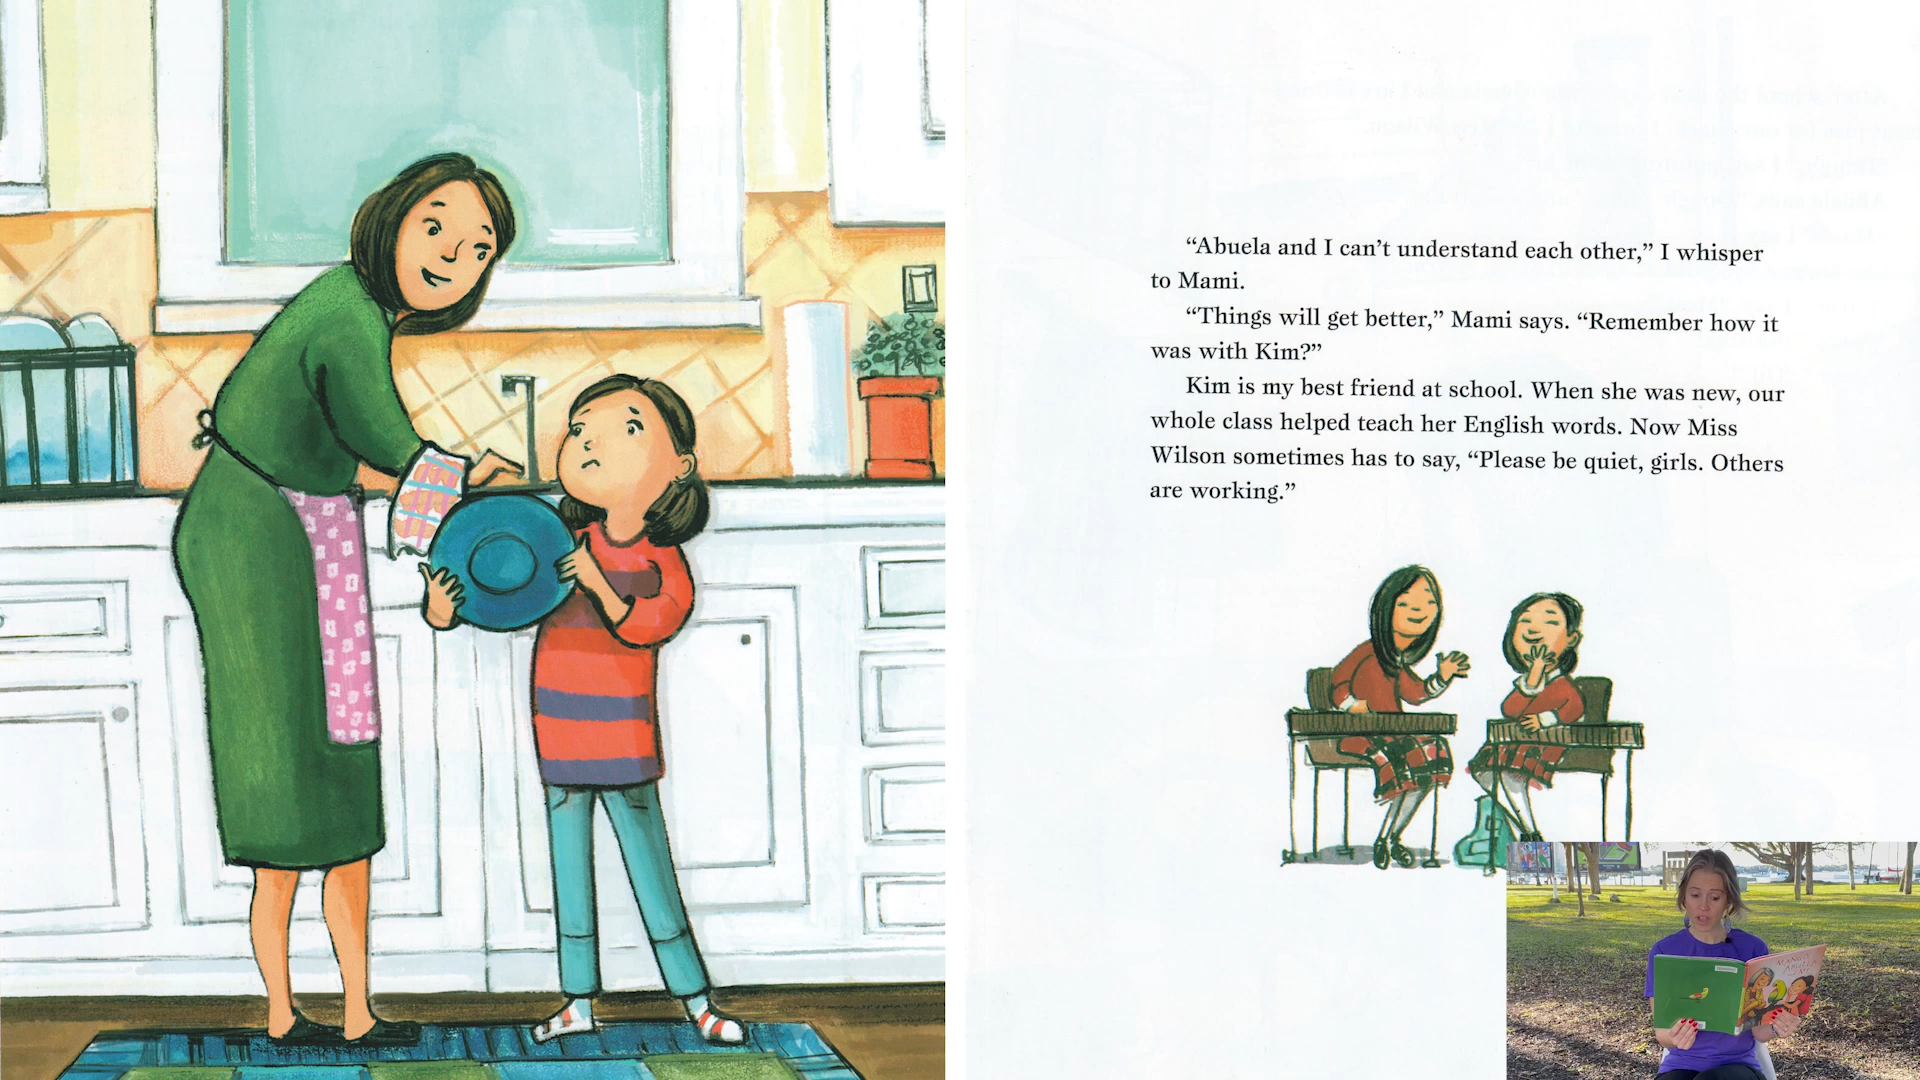 “Abuela and I can’t understand each other,” I whisper
to Mami.
“Things will get better,” Mami says. “Remember how it
was with Kim?”
Kim is my best friend at school. When she was new, our
whole class helped teach her English words. Now Miss
Wilson sometimes has to say, “Please be quiet, girls. Others
are working.”